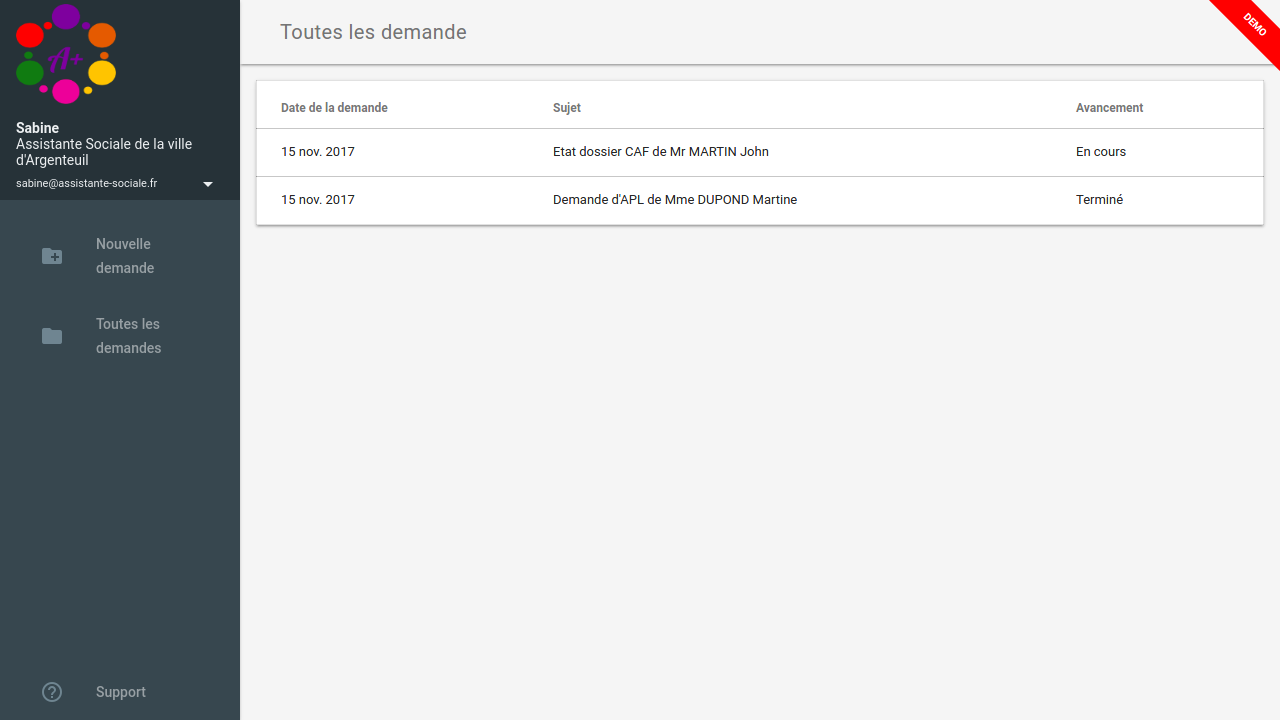 A+
Sabine
Assistante Sociale de la ville
d'Argenteuil
sabine@assistante-sociale.fr
Nouvelle
demande
Toutes les
demandes
Support
Toutes les demande
DEMO
Date de la demande Sujet Avancement
15 nov. 2017 Etat dossier CAF de Mr MARTIN John En cours
15 nov. 2017 Demande d'APL de Mme DUPOND Martine Terminé